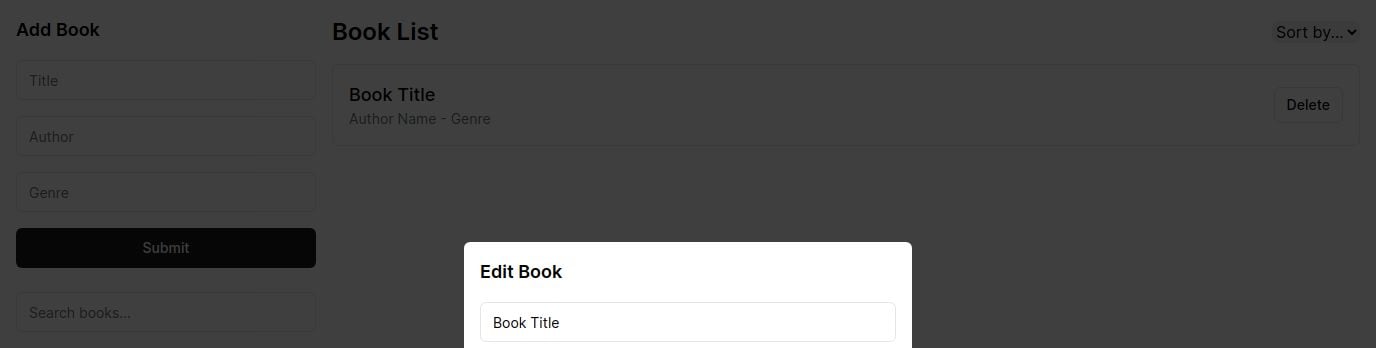 Add Book
Title
Author
Genre
Submit
Search books...
Book List
Sort by...
Book Title
Author Name - Genre
Delete
Edit Book
Book Title